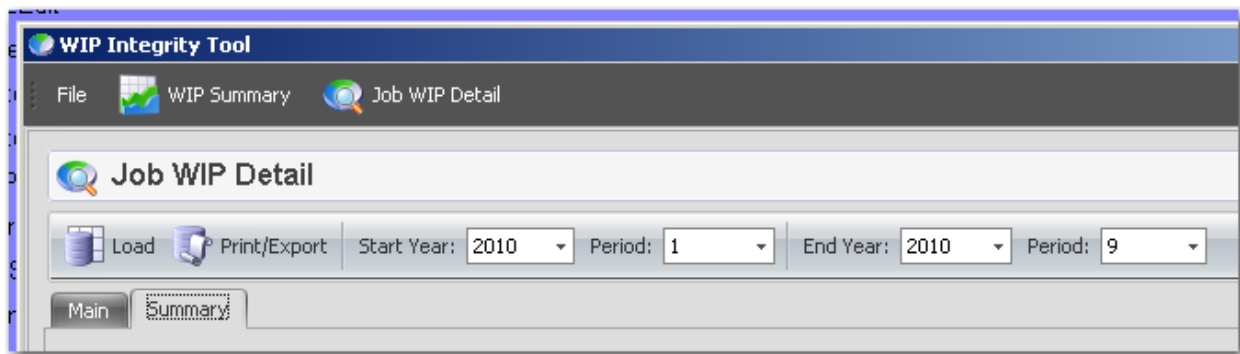 WIP Integrity Tool
File WIP Summary Job WIP Detail
Job WIP Detail
Load Print/Export Start Year: 2010 Period: 1 End Year: 2010 Period: 9
Main Summary